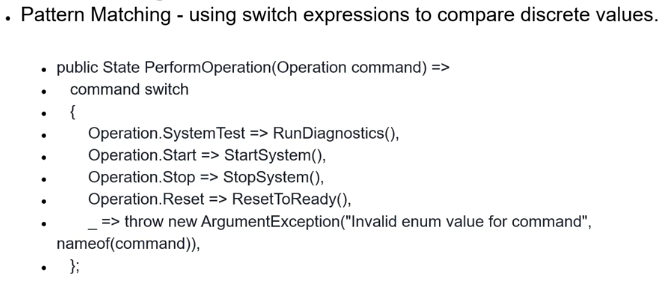 • Pattern Matching - using switch expressions to compare discrete values.
• public State PerformOperation(Operation command) =>
• command switch
• {
• Operation.SystemTest => RunDiagnostics(),
• Operation.Start => StartSystem(),
• Operation.Stop => StopSystem(),
• Operation.Reset => ResetToReady(),
• _ => throw new ArgumentException("Invalid enum value for command",
nameof(command)),
• };